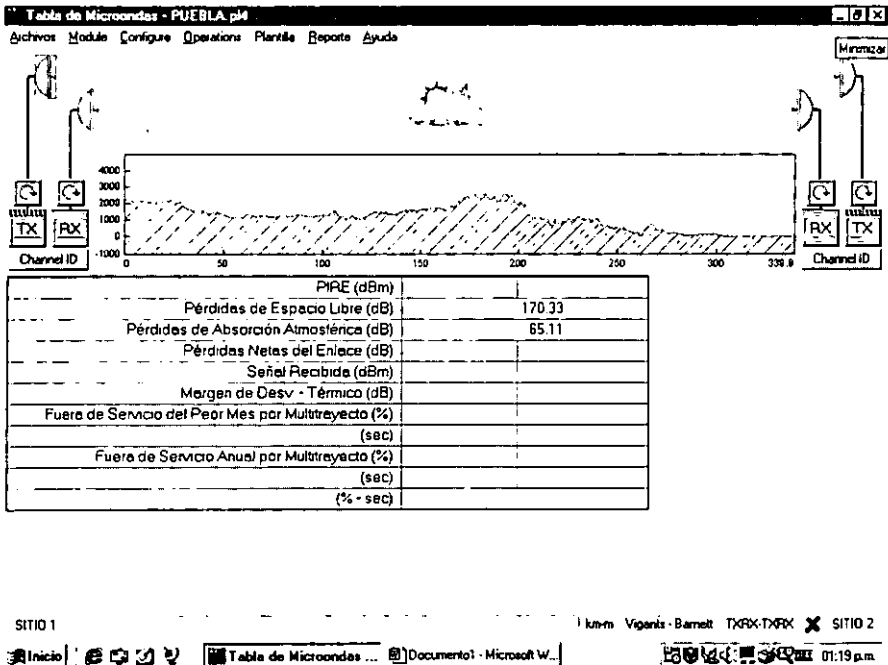 Tabla de Microondas - PUEBLA.pl4
Archivos Module Configure Operations Plantilla Reporte Ayuda
Minimizar
4000
3000
2000
1000
0
-1000
0 50 100 150 200 250 300 339.9
TX RX RX TX
Channel ID Channel ID
PIRE (dBm)
Pérdidas de Espacio Libre (dB) 170.33
Pérdidas de Absorción Atmosférica (dB) 65.11
Pérdidas Netas del Enlace (dB)
Señal Recibida (dBm)
Margen de Desv - Térmico (dB)
Fuera de Servicio del Peor Mes por Multitrayecto (%)
(sec)
Fuera de Servicio Anual por Multitrayecto (%)
(sec)
(% - sec)
SITIO 1 km-m Vigants - Barnett TXRX-TXRX SITIO 2
Inicio Tabla de Microondas ... Documento1 - Microsoft W... 01:19 p.m.